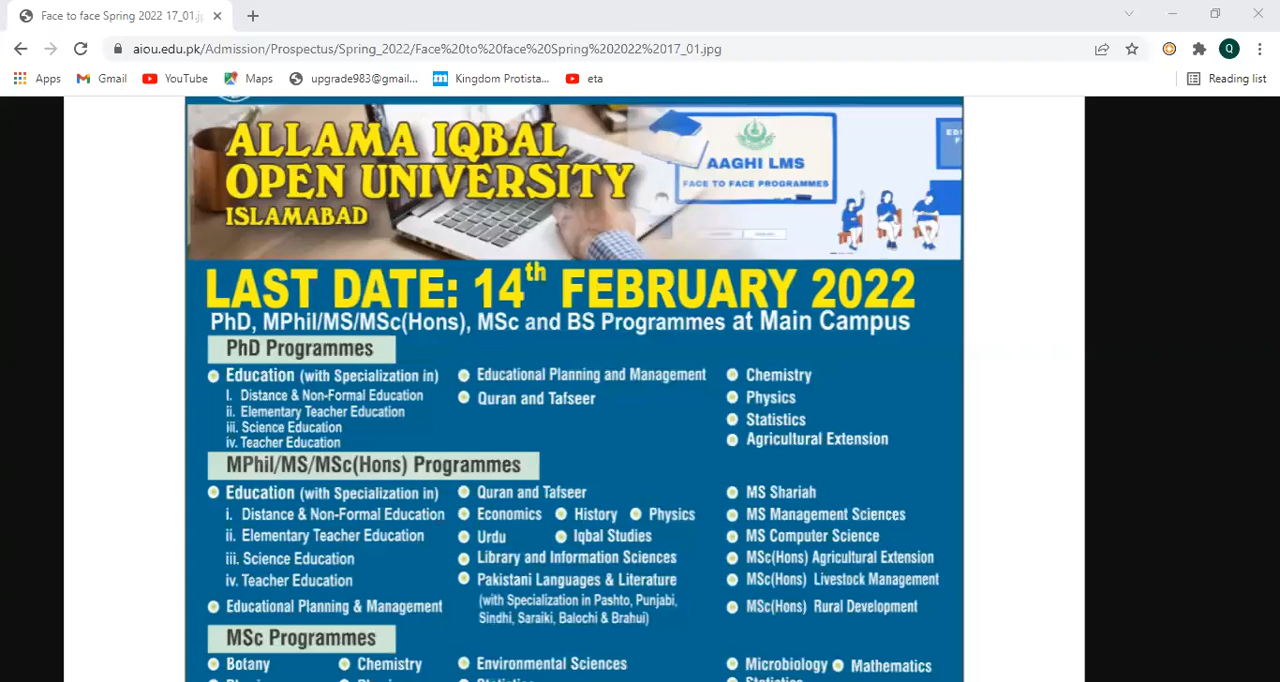 Face to face Spring 2022 17_01.j
aiou.edu.pk/Admission/Prospectus/Spring_2022/Face%20to%20face%20Spring%202022%2017_01.jpg
Q
Apps Gmail YouTube Maps upgrade983@gmail... Kingdom Protista... eta Reading list
ALLAMA IQBAL
OPEN UNIVERSITY
ISLAMABAD
AAGHI LMS
FACE TO FACE PROGRAMMES
LAST DATE: 14th FEBRUARY 2022
PhD, MPhil/MS/MSc(Hons), MSc and BS Programmes at Main Campus
PhD Programmes
Education (with Specialization in)
i. Distance & Non-Formal Education
ii. Elementary Teacher Education
iii. Science Education
iv. Teacher Education
Educational Planning and Management
Quran and Tafseer
Chemistry
Physics
Statistics
Agricultural Extension
MPhil/MS/MSc(Hons) Programmes
Education (with Specialization in)
i. Distance & Non-Formal Education
ii. Elementary Teacher Education
iii. Science Education
iv. Teacher Education
Educational Planning & Management
Quran and Tafseer
Economics History Physics
Urdu Iqbal Studies
Library and Information Sciences
Pakistani Languages & Literature
(with Specialization in Pashto, Punjabi,
Sindhi, Saraiki, Balochi & Brahui)
MS Shariah
MS Management Sciences
MS Computer Science
MSc(Hons) Agricultural Extension
MSc(Hons) Livestock Management
MSc(Hons) Rural Development
MSc Programmes
Botany Chemistry Environmental Sciences Microbiology Mathematics